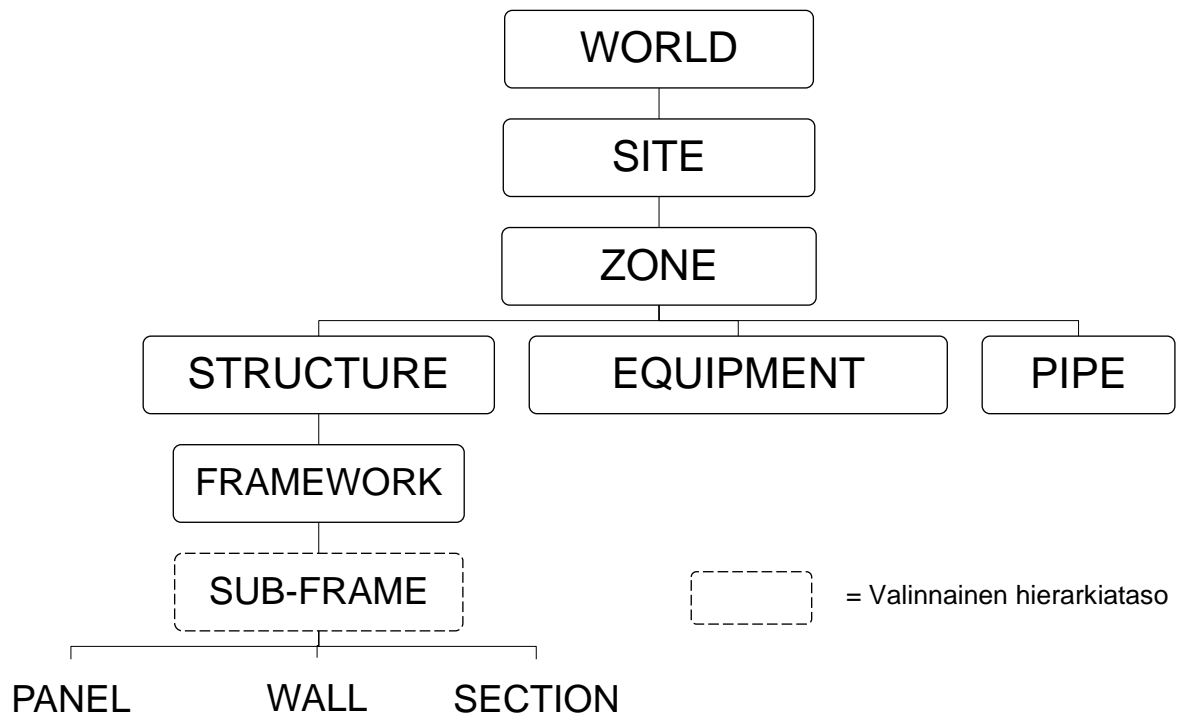 WORLD
SITE
ZONE
STRUCTURE
EQUIPMENT
PIPE
FRAMEWORK
SUB-FRAME
= Valinnainen hierarkiataso
PANEL
WALL
SECTION